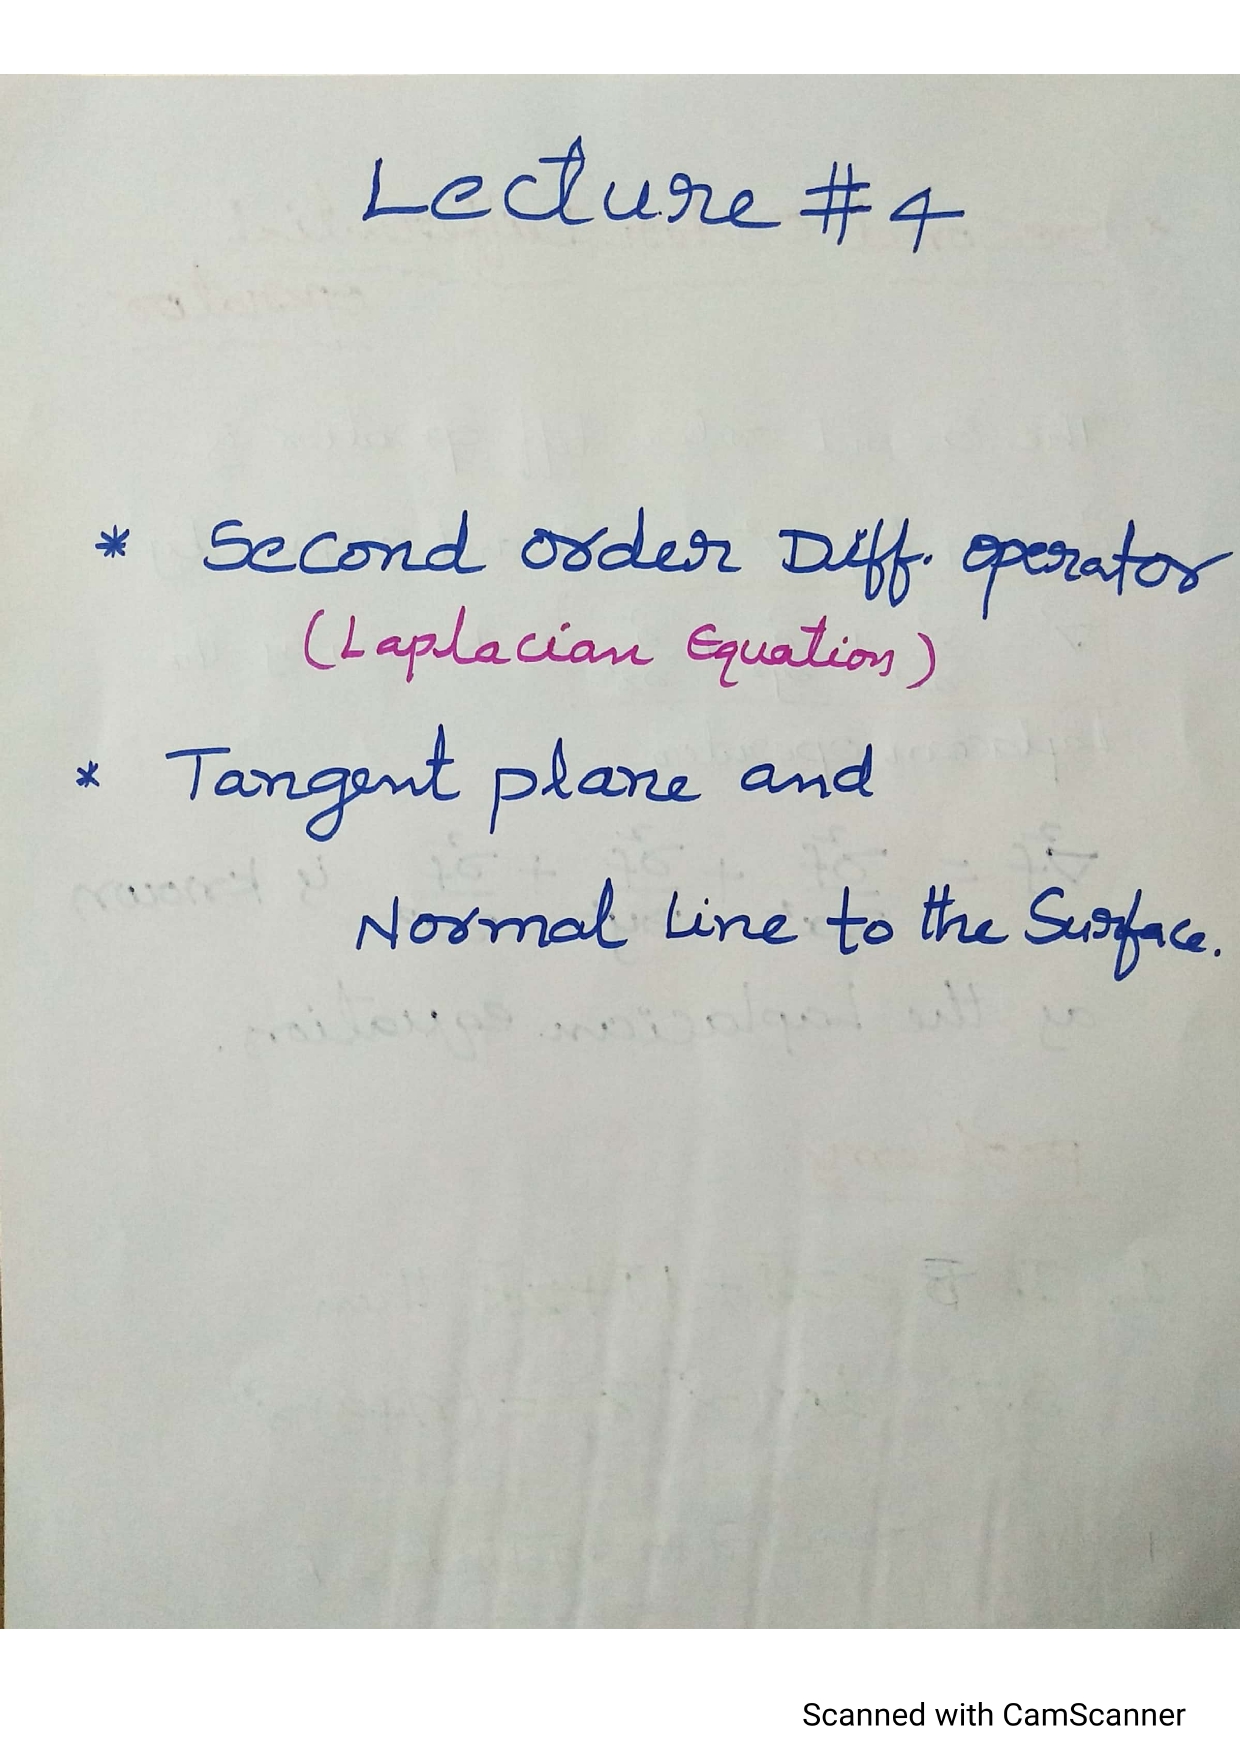 Lecture #4
* Second order Diff. operator
(Laplacian Equation)
* Tangent plane and
Normal Line to the Surface.
Scanned with CamScanner